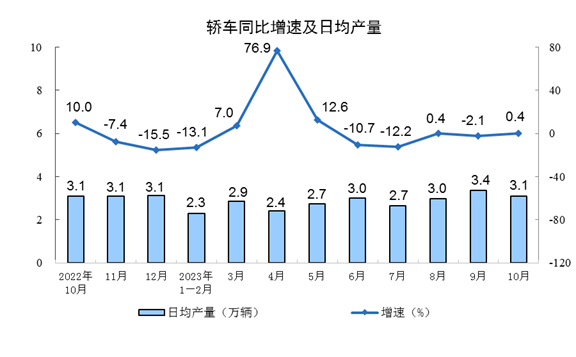 轿车同比增速及日均产量
10
8
6
4
2
0
80
40
0
-40
-80
-120
10.0
-7.4
-15.5
-13.1
7.0
76.9
12.6
-10.7
-12.2
0.4
-2.1
0.4
3.1
3.1
3.1
2.3
2.9
2.4
2.7
3.0
2.7
3.0
3.4
3.1
2022年
10月
11月
12月
2023年
1—2月
3月
4月
5月
6月
7月
8月
9月
10月
日均产量（万辆）
增速（%）